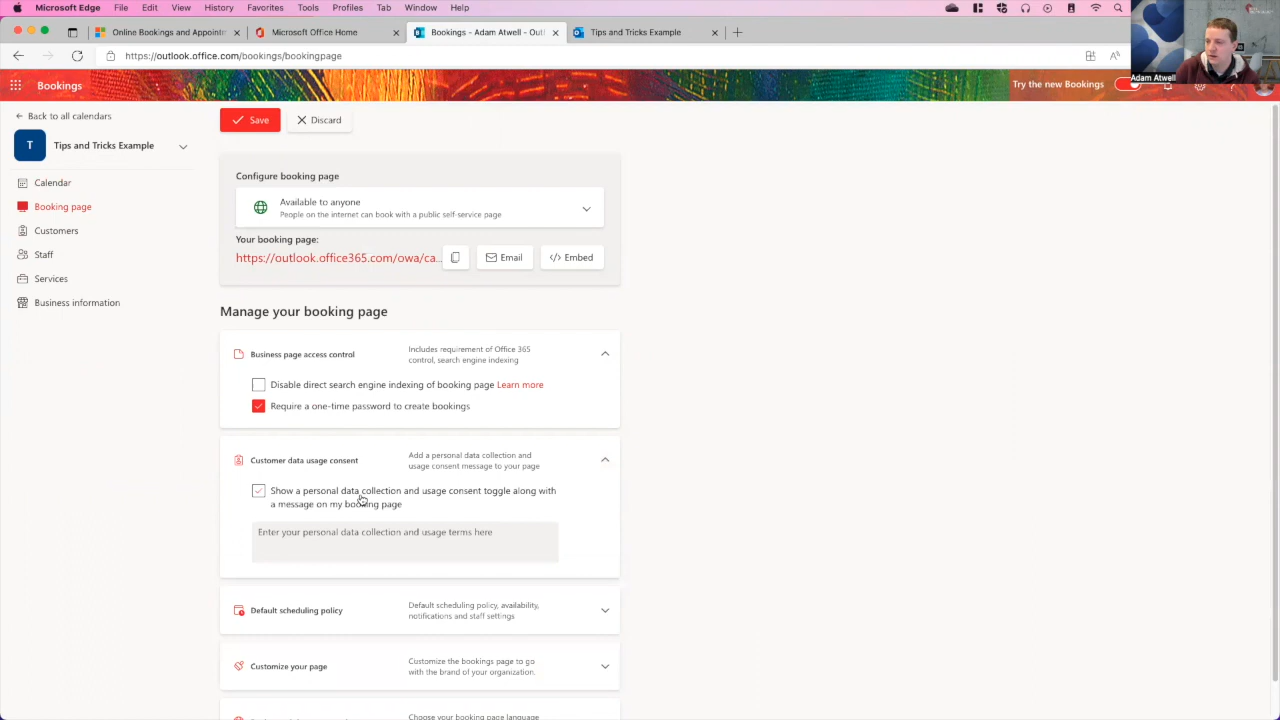 Microsoft Edge File Edit View History Favorites Tools Profiles Tab Window Help
Online Bookings and Appointm
Microsoft Office Home
Bookings - Adam Atwell - Outl
Tips and Tricks Example
https://outlook.office.com/bookings/bookingpage
Adam Atwell
Bookings
Try the new Bookings
Back to all calendars
T
Tips and Tricks Example
Calendar
Booking page
Customers
Staff
Services
Business information
Save
Discard
Configure booking page
Available to anyone
People on the internet can book with a public self-service page
Your booking page:
https://outlook.office365.com/owa/ca...
Email
Embed
Manage your booking page
Business page access control
Includes requirement of Office 365
control, search engine indexing
Disable direct search engine indexing of booking page Learn more
Require a one-time password to create bookings
Customer data usage consent
Add a personal data collection and
usage consent message to your page
Show a personal data collection and usage consent toggle along with
a message on my booking page
Enter your personal data collection and usage terms here
Default scheduling policy
Default scheduling policy, availability,
notifications and staff settings
Customize your page
Customize the bookings page to go
with the brand of your organization.
Choose your booking page language